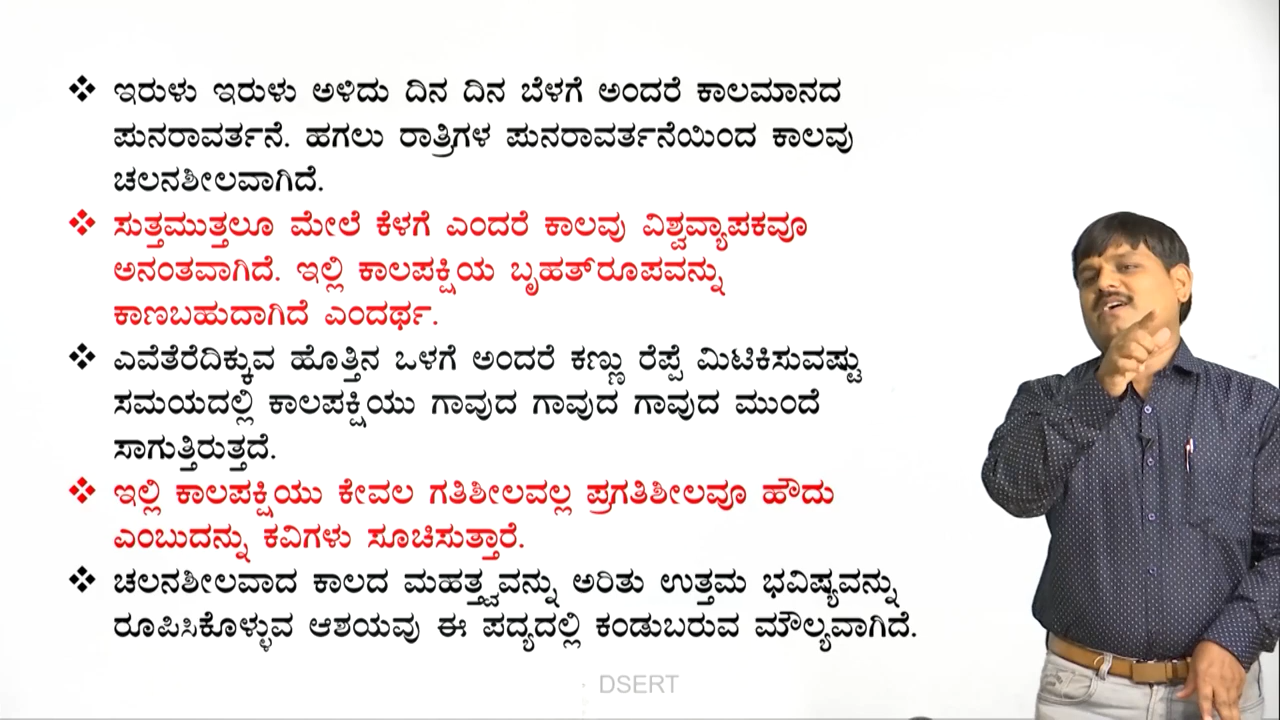 ❖ ಇರುಳು ಇರುಳು ಅಳಿದು ದಿನ ದಿನ ಬೆಳಗೆ ಅಂದರೆ ಕಾಲಮಾನದ
ಪುನರಾವರ್ತನೆ. ಹಗಲು ರಾತ್ರಿಗಳ ಪುನರಾವರ್ತನೆಯಿಂದ ಕಾಲವು
ಚಲನಶೀಲವಾಗಿದೆ.
❖ ಸುತ್ತಮುತ್ತಲೂ ಮೇಲೆ ಕೆಳಗೆ ಎಂದರೆ ಕಾಲವು ವಿಶ್ವವ್ಯಾಪಕವೂ
ಅನಂತವಾಗಿದೆ. ಇಲ್ಲಿ ಕಾಲಪಕ್ಷಿಯ ಬೃಹತ್‌ರೂಪವನ್ನು
ಕಾಣಬಹುದಾಗಿದೆ ಎಂದರ್ಥ.
❖ ಎವೆತೆರೆದಿಕ್ಕುವ ಹೊತ್ತಿನ ಒಳಗೆ ಅಂದರೆ ಕಣ್ಣು ರೆಪ್ಪೆ ಮಿಟಿಕಿಸುವಷ್ಟು
ಸಮಯದಲ್ಲಿ ಕಾಲಪಕ್ಷಿಯು ಗಾವುದ ಗಾವುದ ಗಾವುದ ಮುಂದೆ
ಸಾಗುತ್ತಿರುತ್ತದೆ.
❖ ಇಲ್ಲಿ ಕಾಲಪಕ್ಷಿಯು ಕೇವಲ ಗತಿಶೀಲವಲ್ಲ ಪ್ರಗತಿಶೀಲವೂ ಹೌದು
ಎಂಬುದನ್ನು ಕವಿಗಳು ಸೂಚಿಸುತ್ತಾರೆ.
❖ ಚಲನಶೀಲವಾದ ಕಾಲದ ಮಹತ್ತ್ವವನ್ನು ಅರಿತು ಉತ್ತಮ ಭವಿಷ್ಯವನ್ನು
ರೂಪಿಸಿಕೊಳ್ಳುವ ಆಶಯವು ಈ ಪದ್ಯದಲ್ಲಿ ಕಂಡುಬರುವ ಮೌಲ್ಯವಾಗಿದೆ.
DSERT